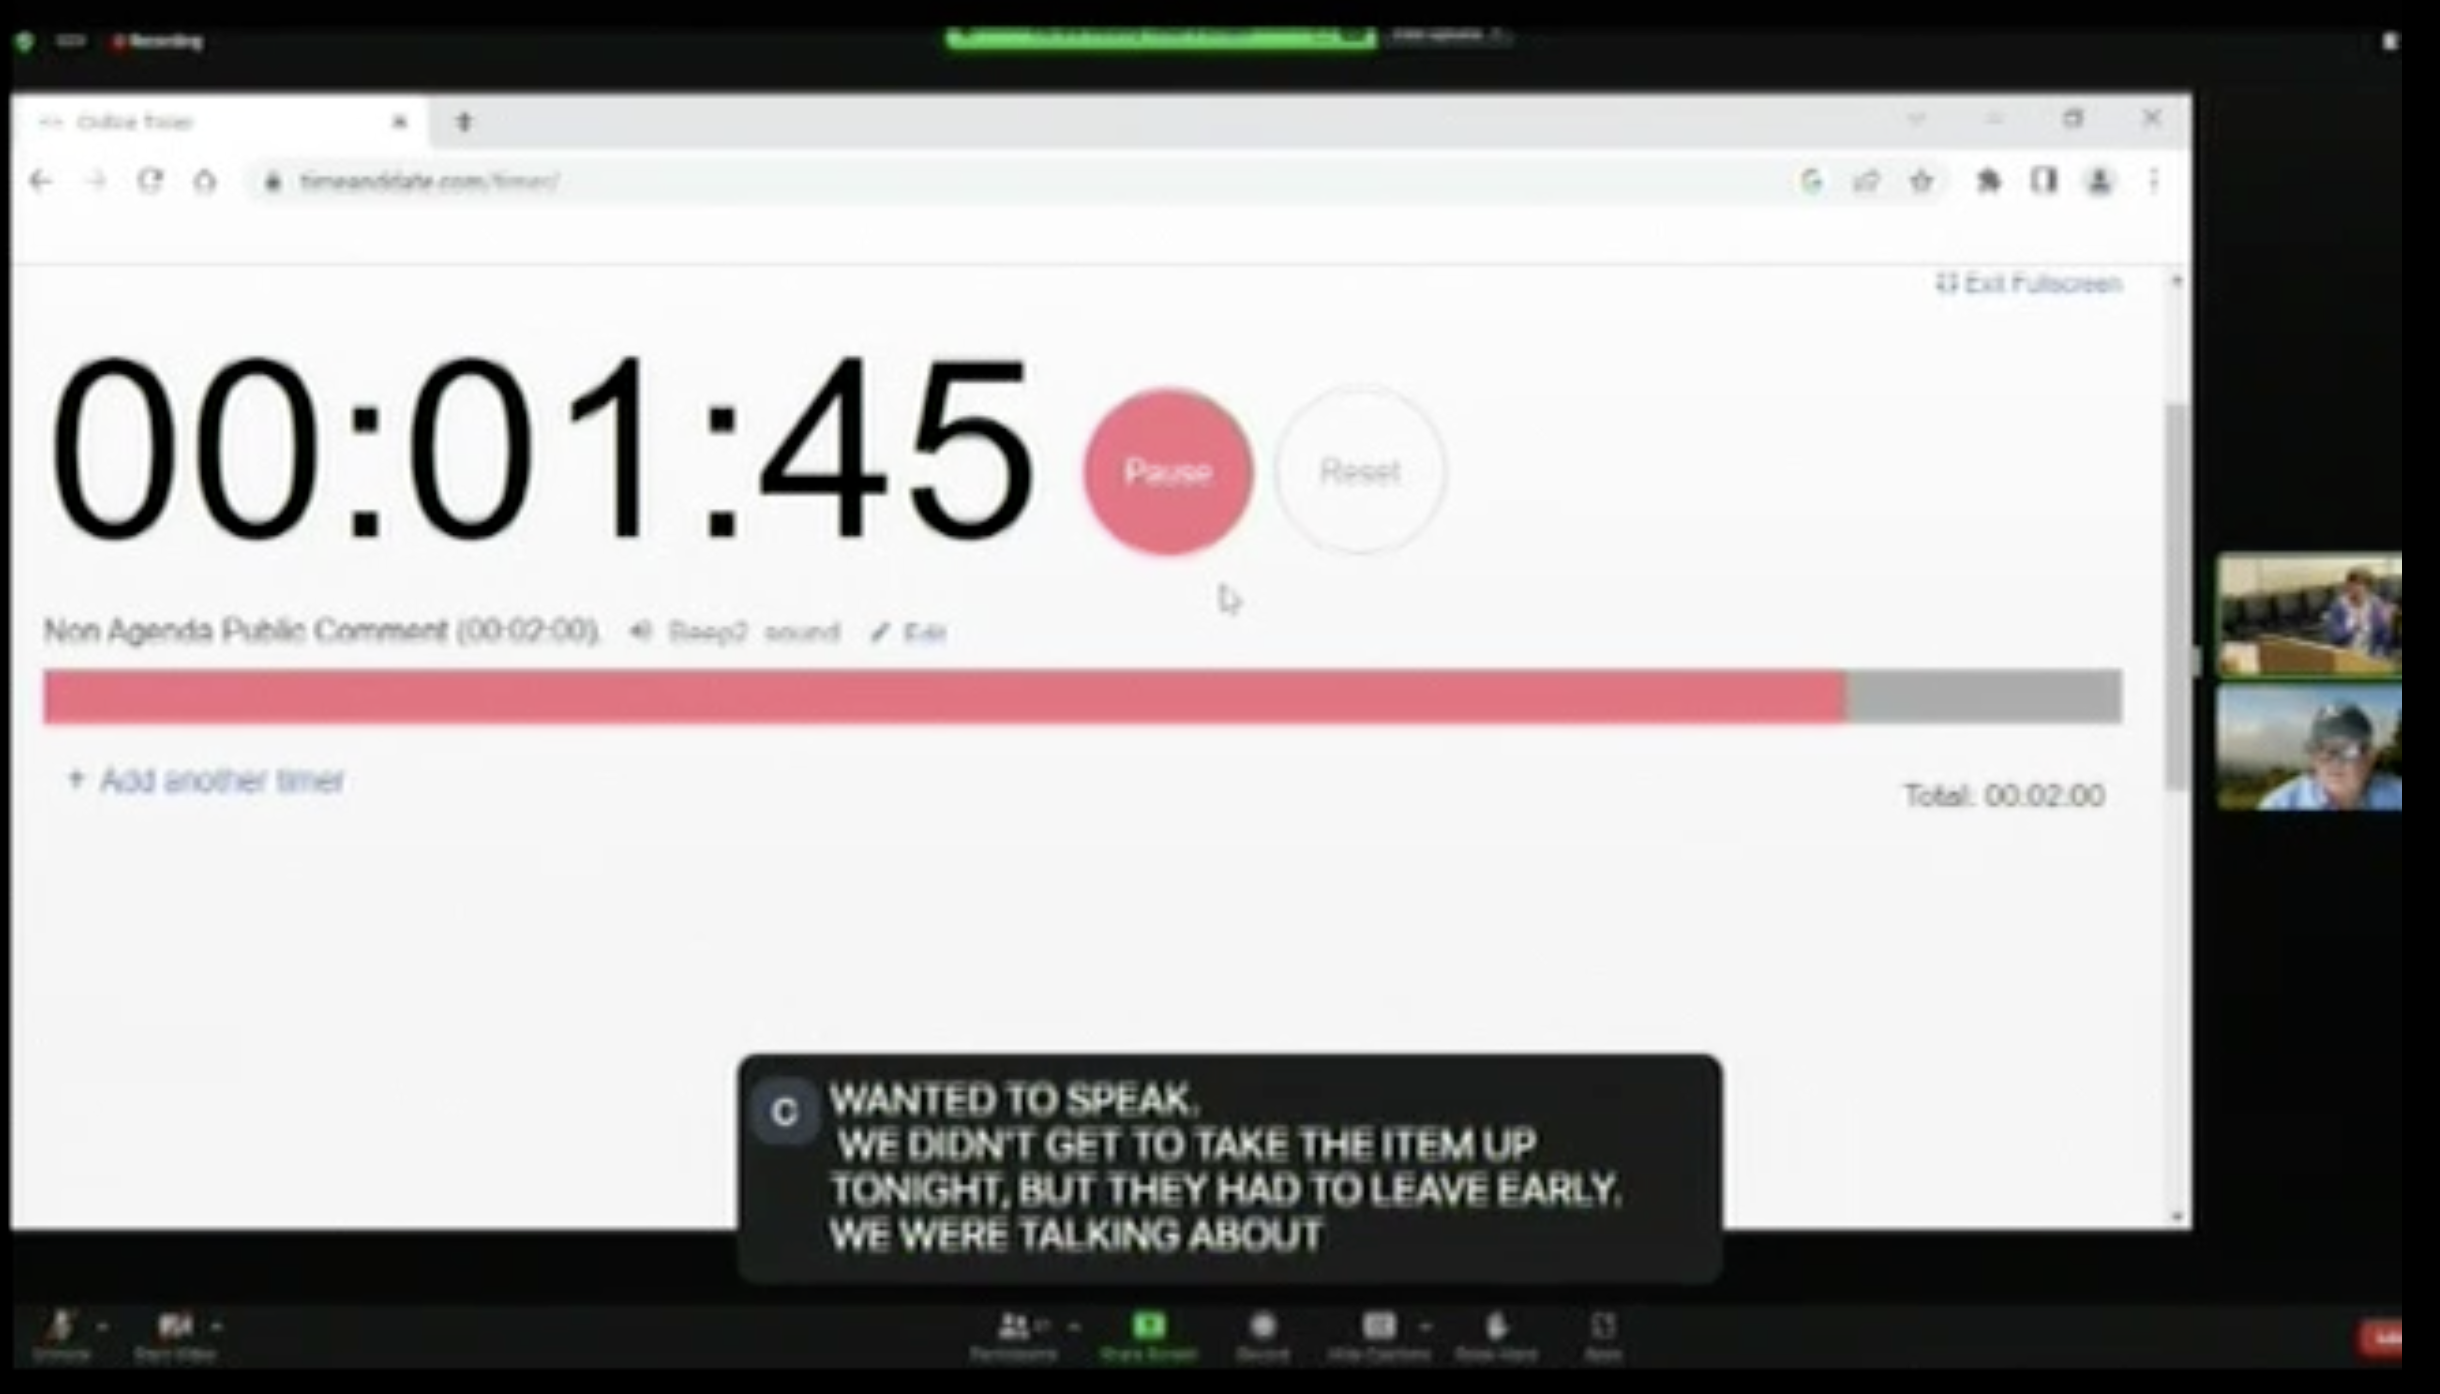 Recording
Online Timer
timeanddate.com/timer/
Exit Fullscreen
00:01:45
Pause
Reset
Non Agenda Public Comment (00:02:00).
Beep2 sound
Edit
+ Add another timer
Total: 00:02:00
C
WANTED TO SPEAK.
WE DIDN'T GET TO TAKE THE ITEM UP
TONIGHT, BUT THEY HAD TO LEAVE EARLY.
WE WERE TALKING ABOUT
Unmute
Start Video
Participants
Share Screen
Record
Hide Captions
Raise Hand
Apps